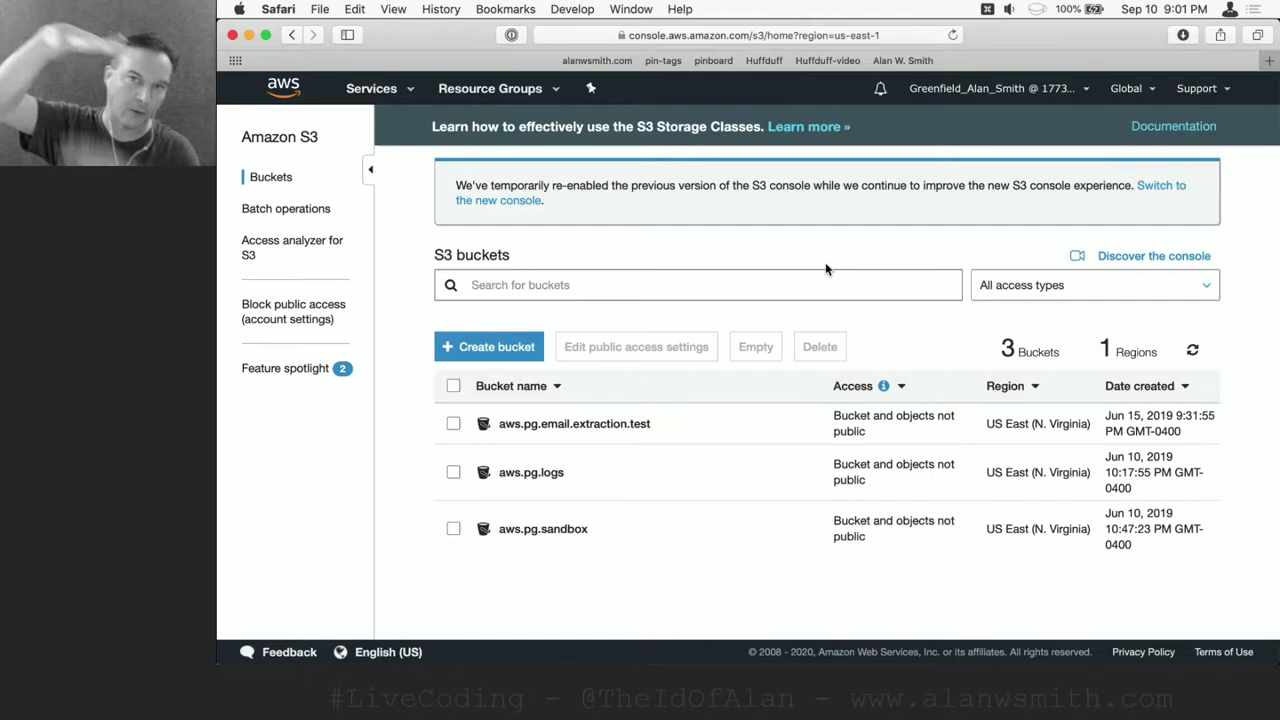 Safari File Edit View History Bookmarks Develop Window Help 100% Sep 10 9:01 PM
console.aws.amazon.com/s3/home?region=us-east-1
alanwsmith.com pin-tags pinboard Huffduff Huffduff-video Alan W. Smith
aws Services Resource Groups Greenfield_Alan_Smith @ 1773... Global Support
Amazon S3
Buckets
Batch operations
Access analyzer for
S3
Block public access
(account settings)
Feature spotlight 2
Learn how to effectively use the S3 Storage Classes. Learn more » Documentation
We've temporarily re-enabled the previous version of the S3 console while we continue to improve the new S3 console experience. Switch to
the new console.
S3 buckets Discover the console
Search for buckets All access types
+ Create bucket Edit public access settings Empty Delete 3 Buckets 1 Regions
Bucket name Access Region Date created
aws.pg.email.extraction.test Bucket and objects not public US East (N. Virginia) Jun 15, 2019 9:31:55 PM GMT-0400
aws.pg.logs Bucket and objects not public US East (N. Virginia) Jun 10, 2019 10:17:55 PM GMT-0400
aws.pg.sandbox Bucket and objects not public US East (N. Virginia) Jun 10, 2019 10:47:23 PM GMT-0400
Feedback English (US) © 2008 - 2020, Amazon Web Services, Inc. or its affiliates. All rights reserved. Privacy Policy Terms of Use
#LiveCoding - @TheIdOfAlan - www.alanwsmith.com